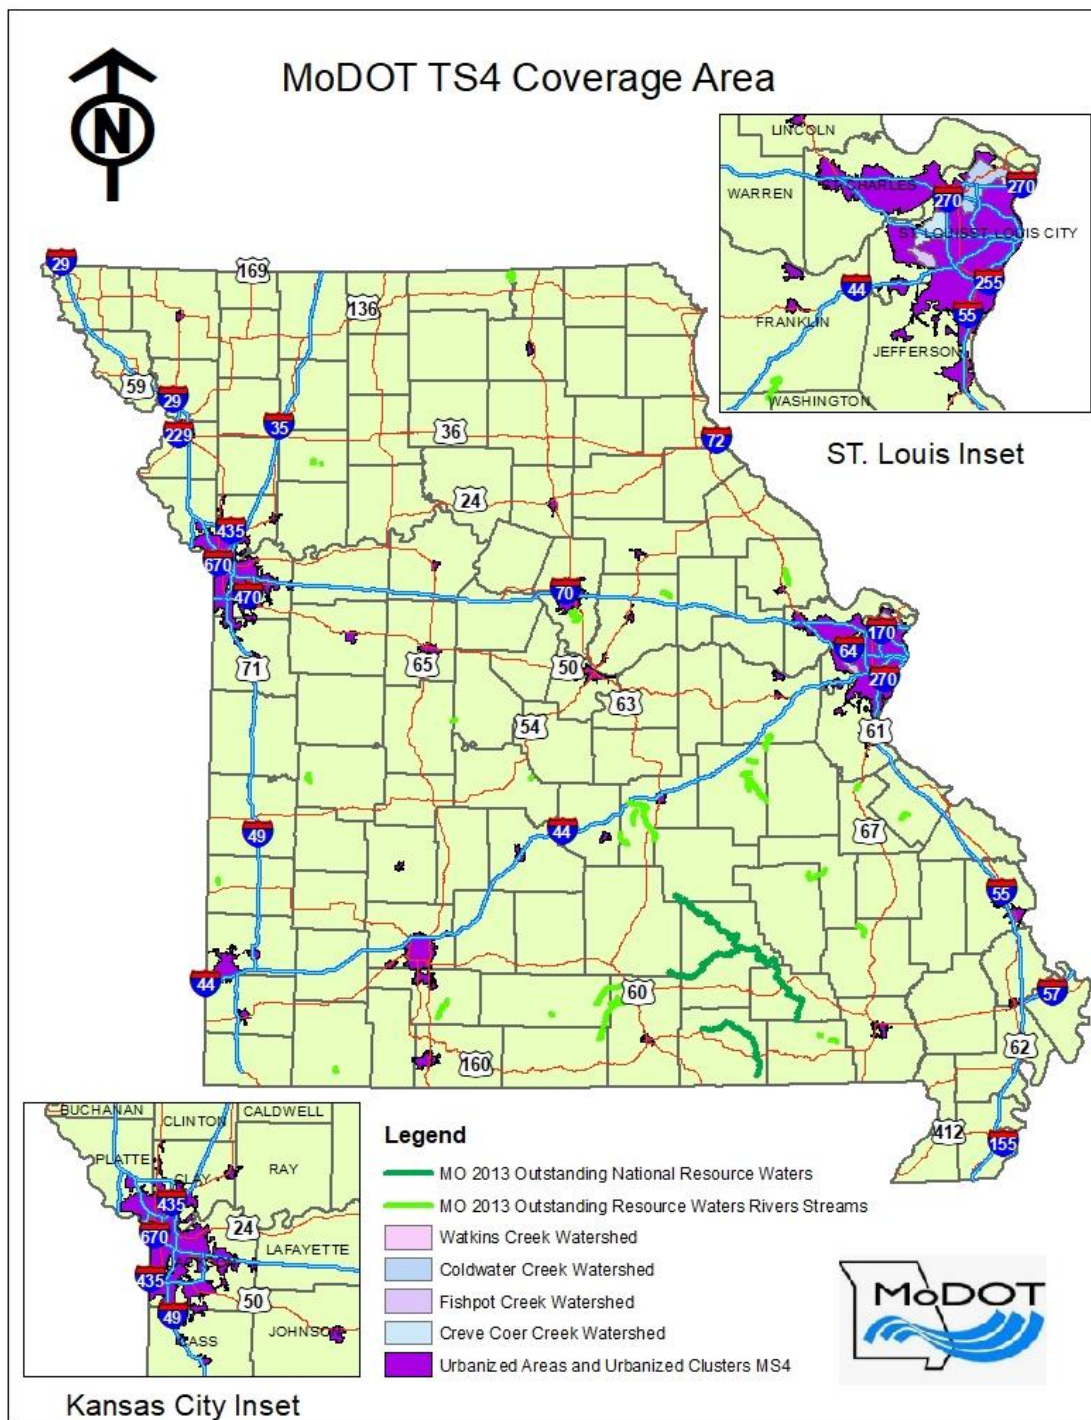 MoDOT TS4 Coverage Area
N
LINCOLN
WARREN
ST. CHARLES
270
270
ST. LOUIS
ST. LOUIS CITY
44
255
FRANKLIN
55
JEFFERSON
WASHINGTON
ST. Louis Inset
29
169
136
59
29
229
35
36
72
24
435
670
470
70
170
64
71
65
50
270
63
54
61
49
44
67
55
44
60
57
62
160
412
155
BUCHANAN
CLINTON
CALDWELL
PLATTE
CLAY
RAY
435
24
670
LAFAYETTE
435
50
49
JOHNSON
CASS
Kansas City Inset
Legend
MO 2013 Outstanding National Resource Waters
MO 2013 Outstanding Resource Waters Rivers Streams
Watkins Creek Watershed
Coldwater Creek Watershed
Fishpot Creek Watershed
Creve Coer Creek Watershed
Urbanized Areas and Urbanized Clusters MS4
MoDOT